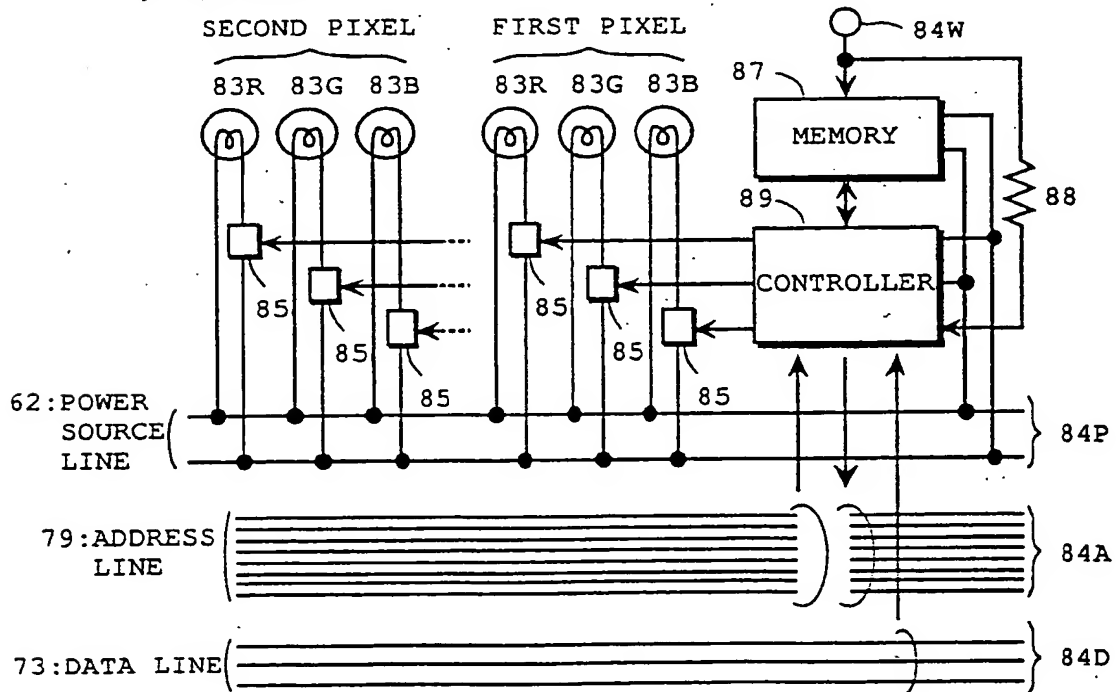 SECOND PIXEL FIRST PIXEL 84W
83R 83G 83B 83R 83G 83B 87
MEMORY
89 88
CONTROLLER
85 85
85 85
85 85
62:POWER
SOURCE
LINE
84P
79:ADDRESS
LINE
84A
73:DATA LINE 84D